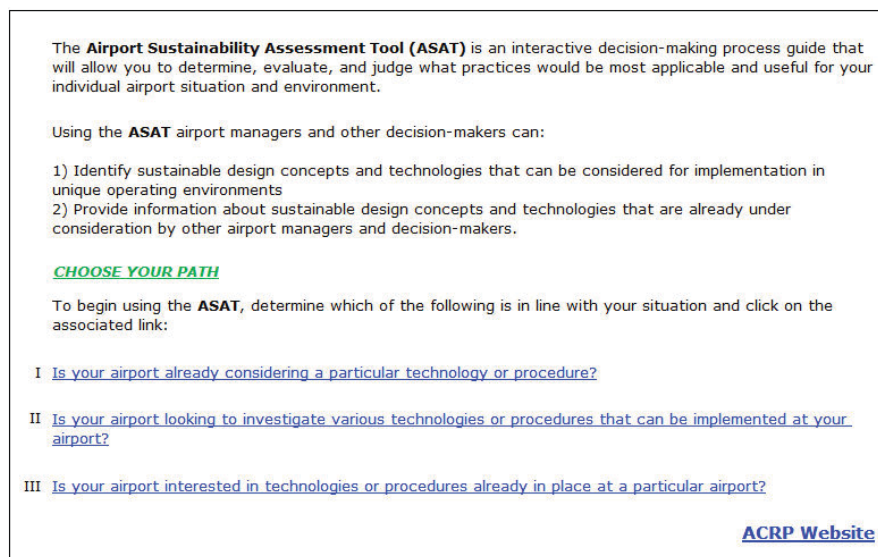 The Airport Sustainability Assessment Tool (ASAT) is an interactive decision-making process guide that
will allow you to determine, evaluate, and judge what practices would be most applicable and useful for your
individual airport situation and environment.
Using the ASAT airport managers and other decision-makers can:
1) Identify sustainable design concepts and technologies that can be considered for implementation in
unique operating environments
2) Provide information about sustainable design concepts and technologies that are already under
consideration by other airport managers and decision-makers.
CHOOSE YOUR PATH
To begin using the ASAT, determine which of the following is in line with your situation and click on the
associated link:
I Is your airport already considering a particular technology or procedure?
II Is your airport looking to investigate various technologies or procedures that can be implemented at your
airport?
III Is your airport interested in technologies or procedures already in place at a particular airport?
ACRP Website